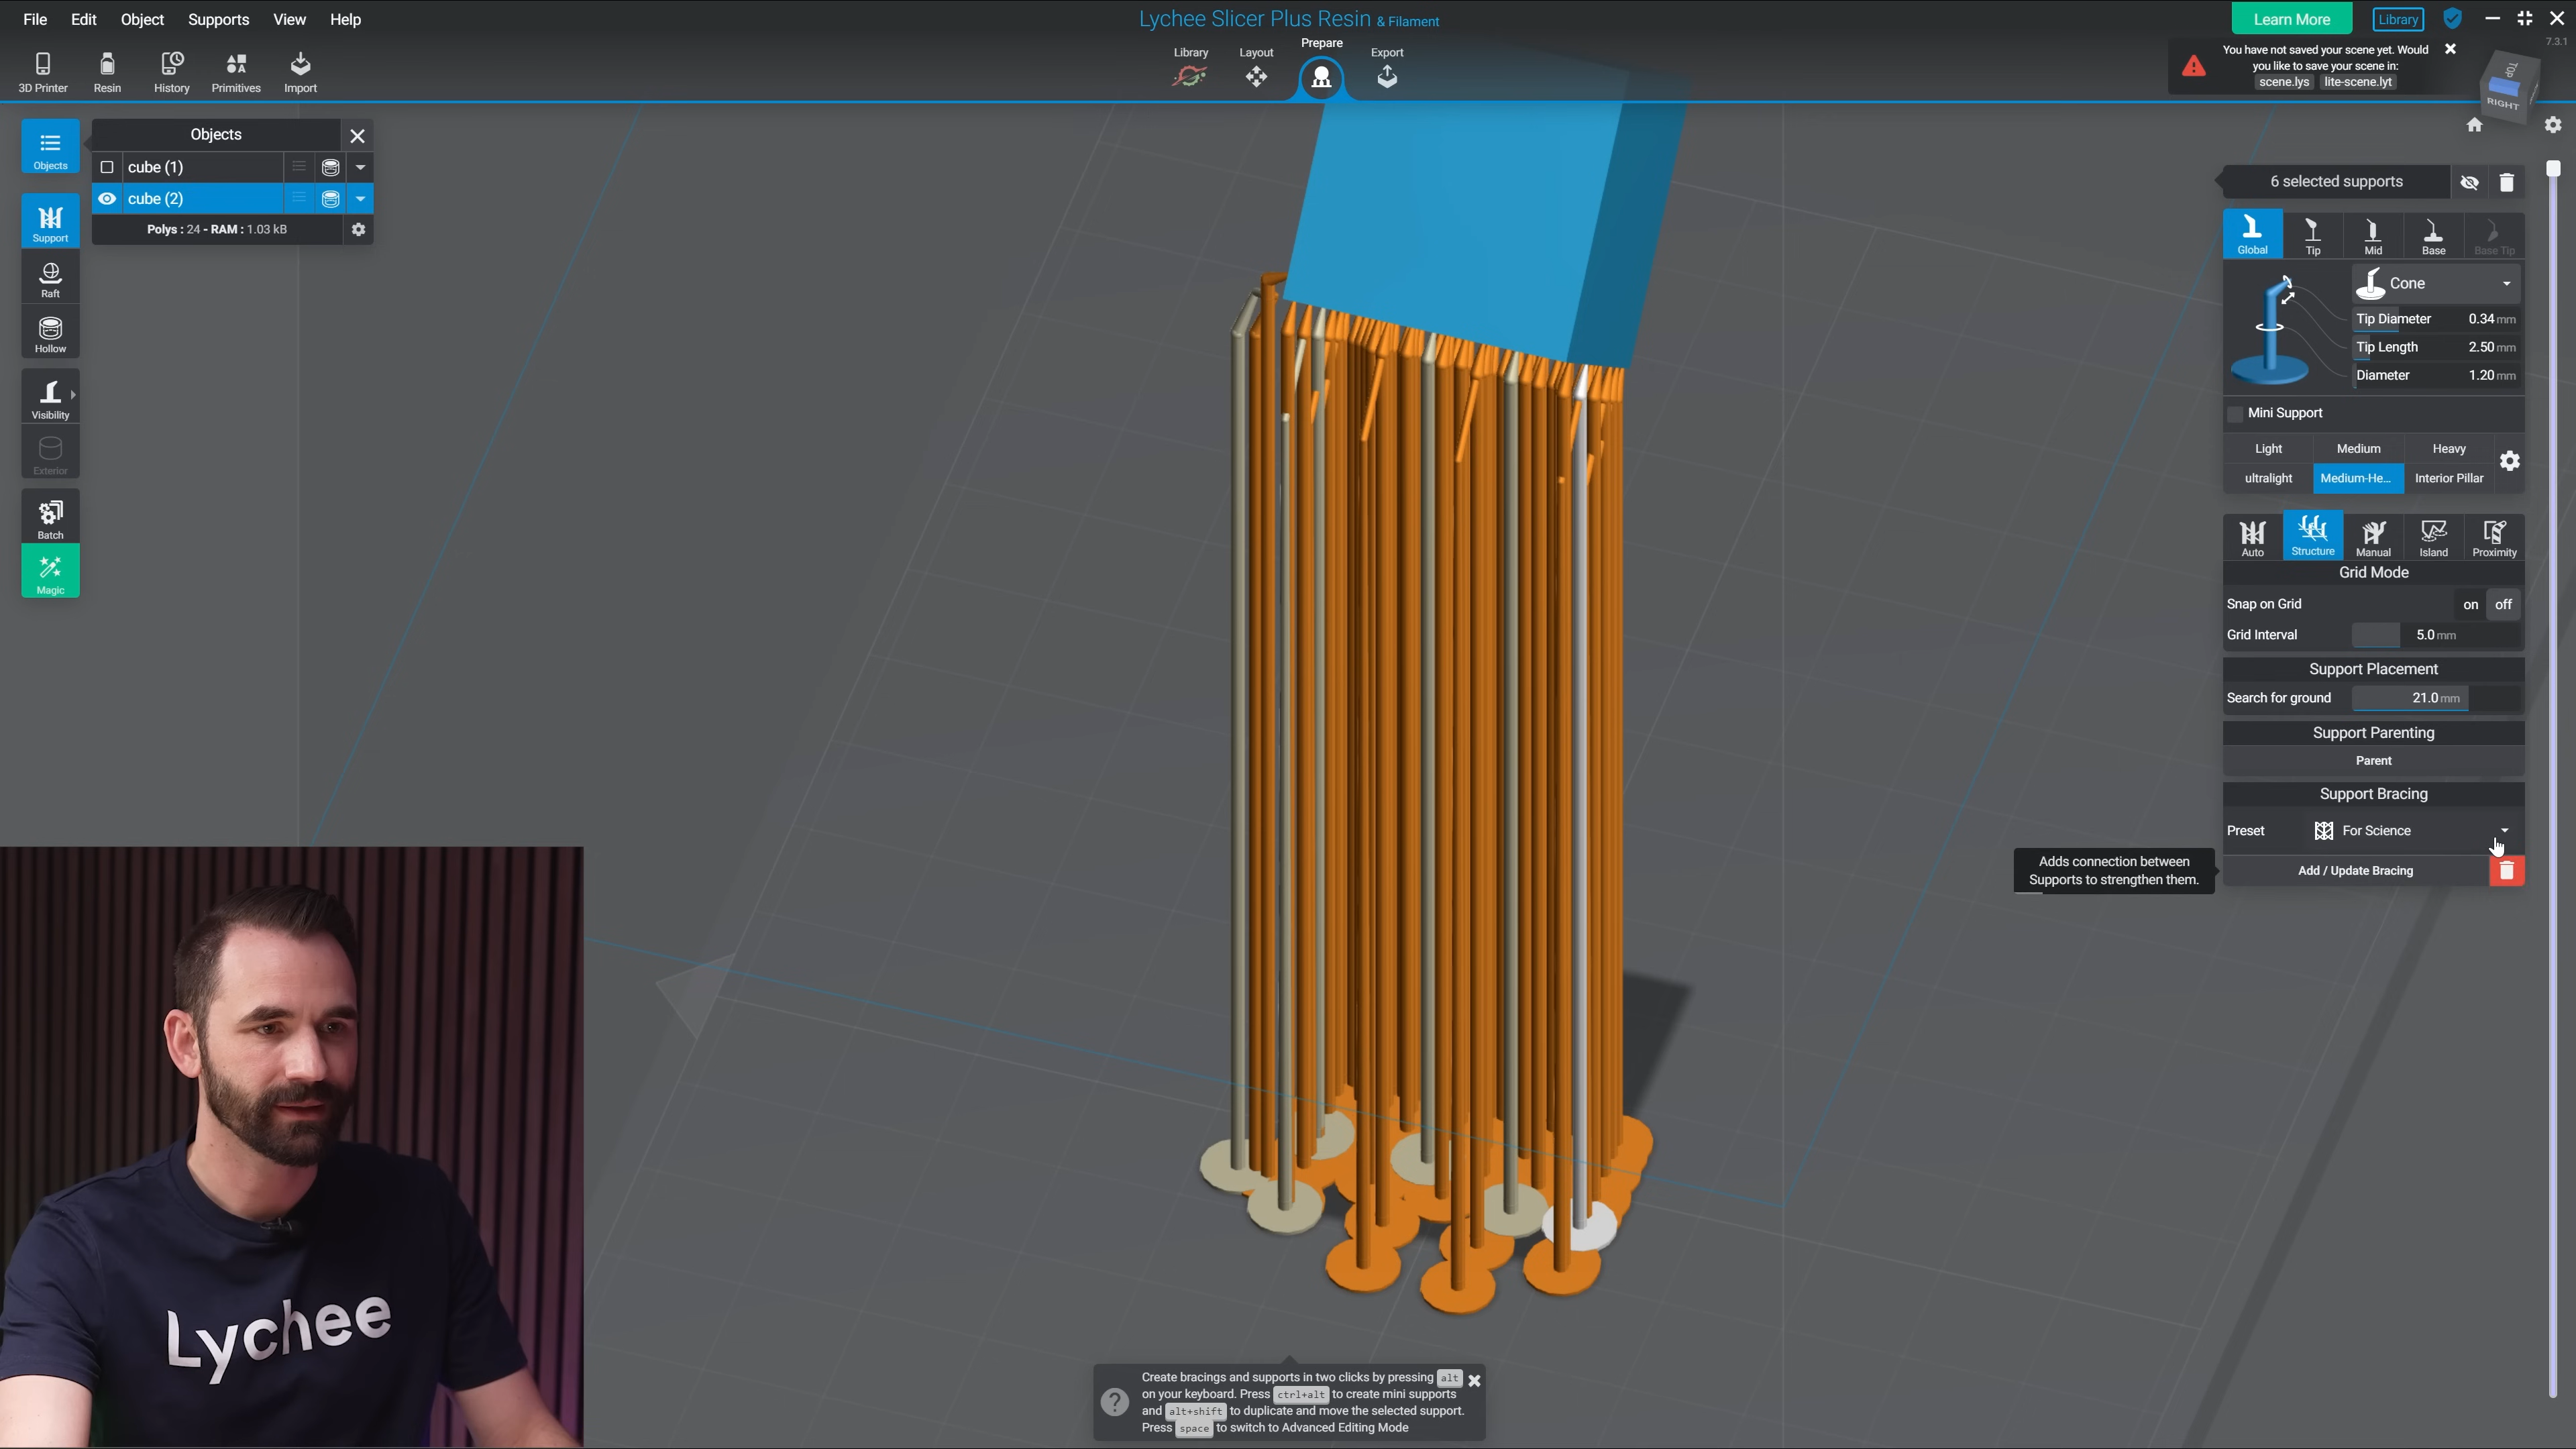 File Edit Object Supports View Help
Lychee Slicer Plus Resin & Filament
Learn More
Library
7.3.1
3D Printer
Resin
History
Primitives
Import
Library
Layout
Prepare
Export
You have not saved your scene yet. Would
you like to save your scene in:
scene.lys lite-scene.lyt
TOP
RIGHT
Objects
Support
Raft
Hollow
Visibility
Exterior
Batch
Magic
Objects
cube (1)
cube (2)
Polys : 24 - RAM : 1.03 kB
6 selected supports
Global Tip Mid Base Base Tip
Cone
Tip Diameter 0.34 mm
Tip Length 2.50 mm
Diameter 1.20 mm
Mini Support
Light Medium Heavy
ultralight Medium-He... Interior Pillar
Auto Structure Manual Island Proximity
Grid Mode
Snap on Grid on off
Grid Interval 5.0 mm
Support Placement
Search for ground 21.0 mm
Support Parenting
Parent
Support Bracing
Preset For Science
Add / Update Bracing
Adds connection between
Supports to strengthen them.
Lychee
Create bracings and supports in two clicks by pressing alt
on your keyboard. Press ctrl+alt to create mini supports
and alt+shift to duplicate and move the selected support.
Press space to switch to Advanced Editing Mode